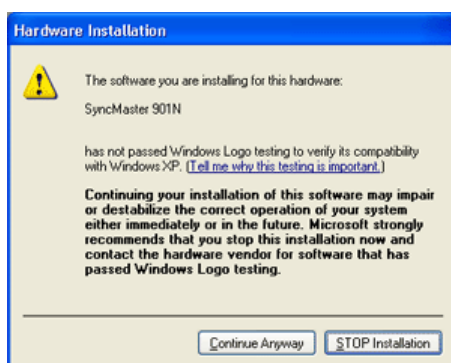 Hardware Installation
The software you are installing for this hardware:
SyncMaster 901N
has not passed Windows Logo testing to verify its compatibility
with Windows XP. (Tell me why this testing is important.)
Continuing your installation of this software may impair
or destabilize the correct operation of your system
either immediately or in the future. Microsoft strongly
recommends that you stop this installation now and
contact the hardware vendor for software that has
passed Windows Logo testing.
Continue Anyway STOP Installation